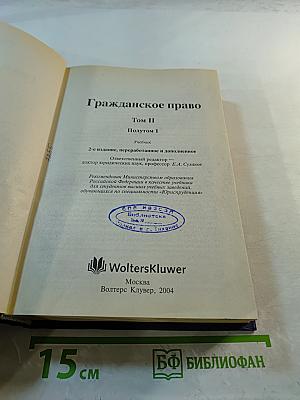 Гражданское право
Том II
Полутом 1
Учебник
2-е издание, переработанное и дополненное
Ответственный редактор —
доктор юридических наук, профессор Е.А. Суханов
Рекомендован Министерством образования
Российской Федерации в качестве учебника
для студентов высших учебных заведений,
обучающихся по специальности «Юриспруденция»
Библиотека
WoltersKluwer
Москва
Волтерс Клувер, 2004
15 см
БФ БИБЛИОФАН